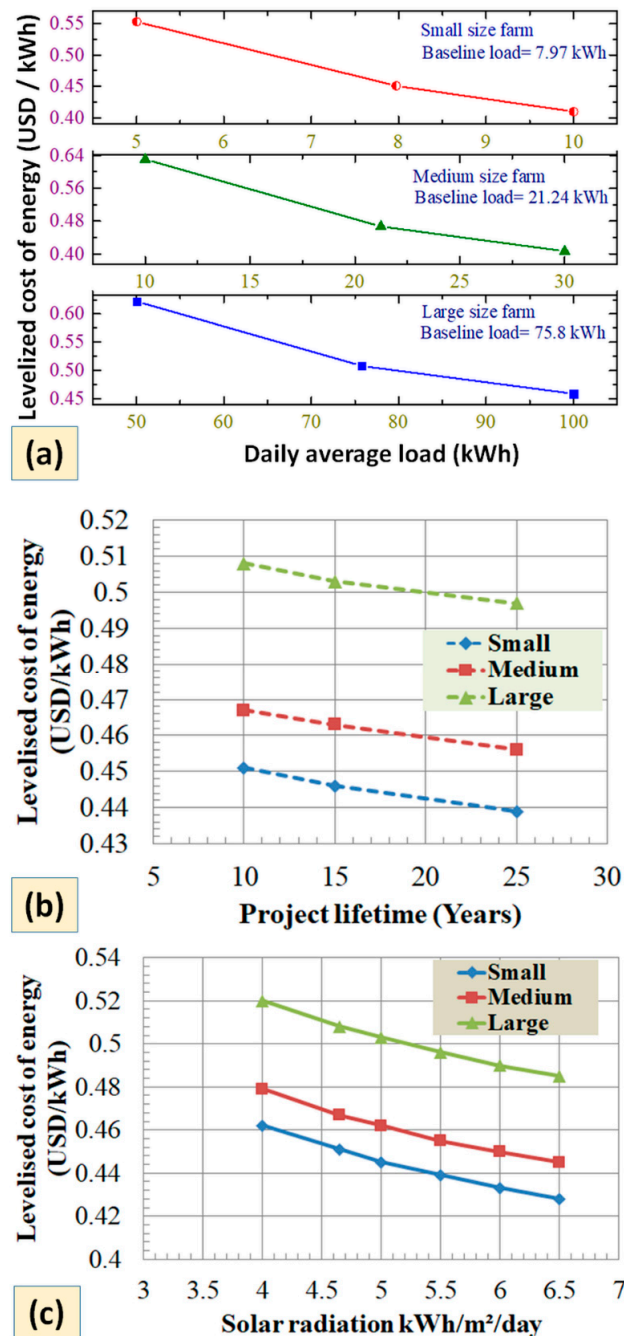 Levelized cost of energy (USD / kWh)
0.55
0.50
0.45
0.40
Small size farm
Baseline load= 7.97 kWh
5 6 7 8 9 10
0.64
0.56
0.48
0.40
Medium size farm
Baseline load= 21.24 kWh
10 15 20 25 30
0.60
0.55
0.50
0.45
Large size farm
Baseline load= 75.8 kWh
50 60 70 80 90 100
(a)
Daily average load (kWh)
Levelised cost of energy
(USD/kWh)
0.52
0.51
0.5
0.49
0.48
0.47
0.46
0.45
0.44
0.43
Small
Medium
Large
5 10 15 20 25 30
(b)
Project lifetime (Years)
Levelised cost of energy
(USD/kWh)
0.54
0.52
0.5
0.48
0.46
0.44
0.42
0.4
Small
Medium
Large
3 3.5 4 4.5 5 5.5 6 6.5 7
(c)
Solar radiation kWh/m²/day